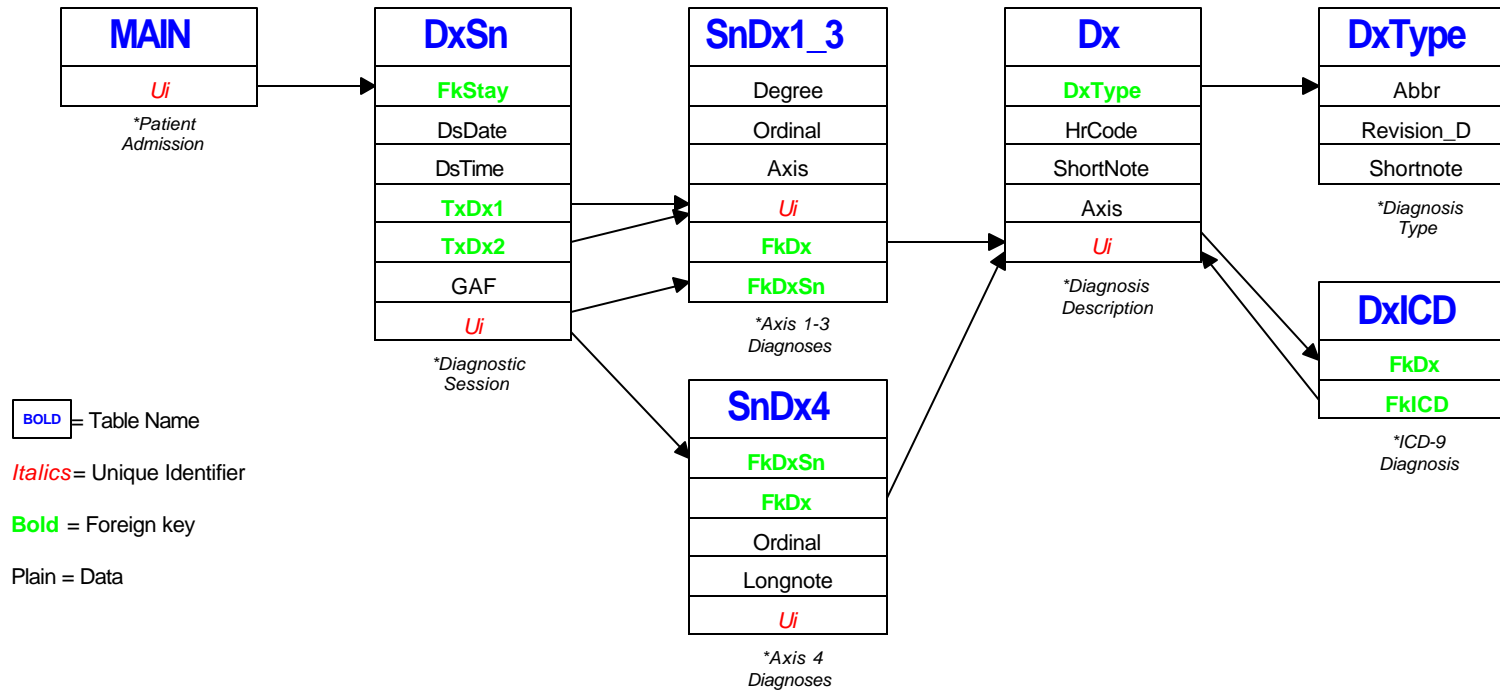 MAIN
Ui
*Patient
Admission
DxSn
FkStay
DsDate
DsTime
TxDx1
TxDx2
GAF
Ui
*Diagnostic
Session
SnDx1_3
Degree
Ordinal
Axis
Ui
FkDx
FkDxSn
*Axis 1-3
Diagnoses
SnDx4
FkDxSn
FkDx
Ordinal
Longnote
Ui
*Axis 4
Diagnoses
Dx
DxType
HrCode
ShortNote
Axis
Ui
*Diagnosis
Description
DxType
Abbr
Revision_D
Shortnote
*Diagnosis
Type
DxICD
FkDx
FkICD
*ICD-9
Diagnosis
BOLD = Table Name
Italics = Unique Identifier
Bold = Foreign key
Plain = Data